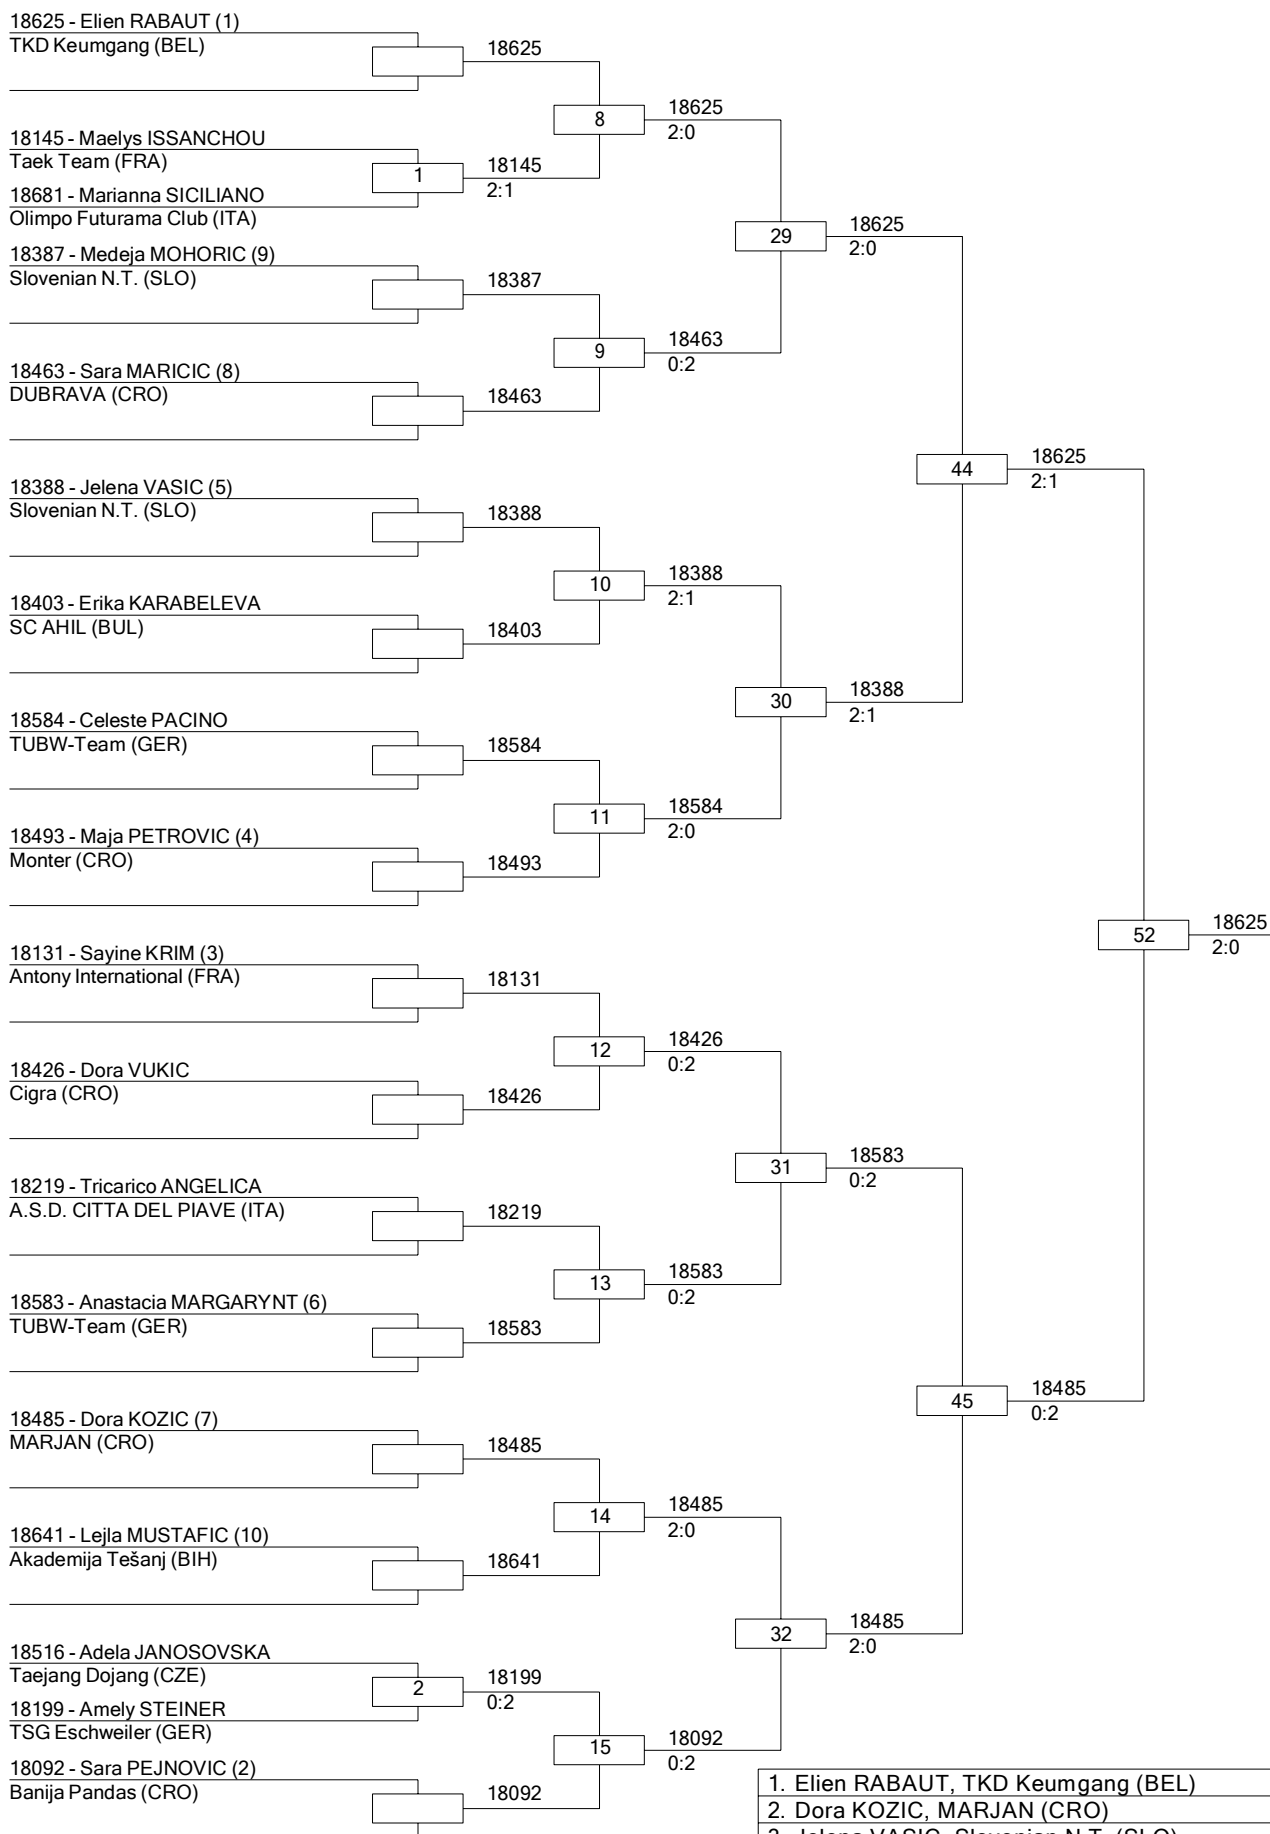 18625 - Elien RABAUT (1)
TKD Keumgang (BEL)
18625
8
18625
2:0
18145 - Maelys ISSANCHOU
Taek Team (FRA)
1
18145
2:1
18681 - Marianna SICILIANO
Olimpo Futurama Club (ITA)
29
18625
2:0
18387 - Medeja MOHORIC (9)
Slovenian N.T. (SLO)
18387
9
18463
0:2
18463 - Sara MARICIC (8)
DUBRAVA (CRO)
18463
44
18625
2:1
18388 - Jelena VASIC (5)
Slovenian N.T. (SLO)
18388
10
18388
2:1
18403 - Erika KARABELEVA
SC AHIL (BUL)
18403
30
18388
2:1
18584 - Celeste PACINO
TUBW-Team (GER)
18584
11
18584
2:0
18493 - Maja PETROVIC (4)
Monter (CRO)
18493
52
18625
2:0
18131 - Sayine KRIM (3)
Antony International (FRA)
18131
12
18426
0:2
18426 - Dora VUKIC
Cigra (CRO)
18426
31
18583
0:2
18219 - Tricarico ANGELICA
A.S.D. CITTA DEL PIAVE (ITA)
18219
13
18583
0:2
18583 - Anastacia MARGARYNT (6)
TUBW-Team (GER)
18583
45
18485
0:2
18485 - Dora KOZIC (7)
MARJAN (CRO)
18485
14
18485
2:0
18641 - Lejla MUSTAFIC (10)
Akademija Tešanj (BIH)
18641
32
18485
2:0
18516 - Adela JANOSOVSKA
Taejang Dojang (CZE)
2
18199
0:2
18199 - Amely STEINER
TSG Eschweiler (GER)
15
18092
0:2
18092 - Sara PEJNOVIC (2)
Banija Pandas (CRO)
18092
1. Elien RABAUT, TKD Keumgang (BEL)
2. Dora KOZIC, MARJAN (CRO)
3. Jelena VASIC, Slovenian N.T. (SLO)